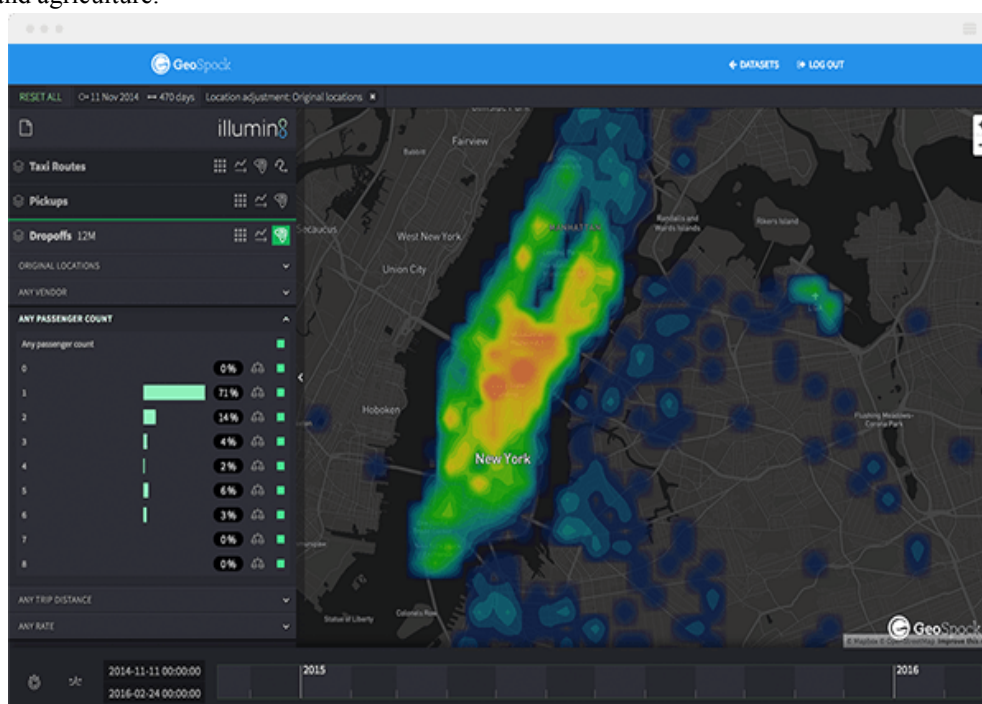 and agriculture.
GeoSpock
DATASETS LOG OUT
RESET ALL 11 Nov 2014 470 days Location adjustment: Original locations
illumin8
Taxi Routes
Pickups
Dropoffs 12M
ORIGINAL LOCATIONS
ANY VENDOR
ANY PASSENGER COUNT
Any passenger count
0 0%
1 71%
2 14%
3 4%
4 2%
5 6%
6 3%
7 0%
8 0%
ANY TRIP DISTANCE
ANY RATE
Fairview
Secaucus
West New York
MANHATTAN
Randalls and
Wards Islands
Rikers Island
Union City
LGA
Hoboken
Flushing Meadows-
Corona Park
New York
Statue of Liberty
GeoSpock
© Mapbox © OpenStreetMap Improve this
2014-11-11 00:00:00
2016-02-24 00:00:00
2015
2016